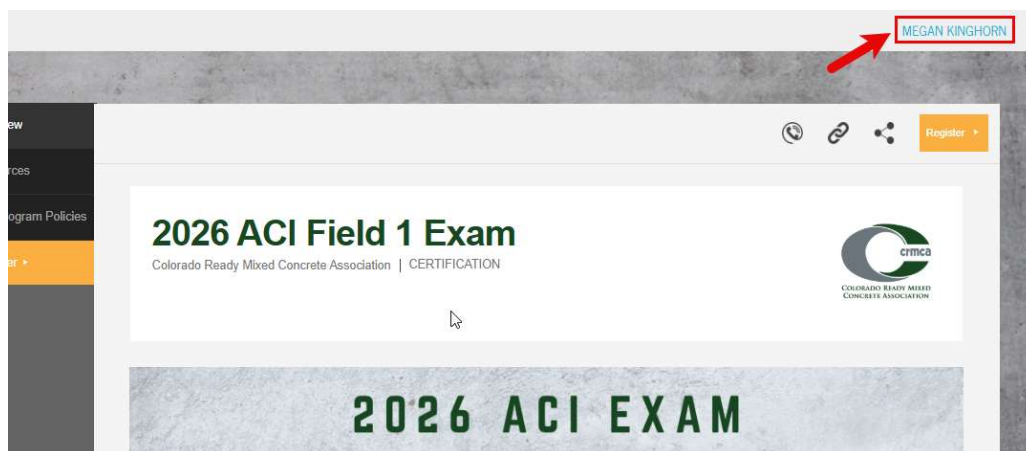 MEGAN KINGHORN
ew
Register
rces
ogram Policies
er
2026 ACI Field 1 Exam
Colorado Ready Mixed Concrete Association | CERTIFICATION
crmca
COLORADO READY MIXED
CONCRETE ASSOCIATION
2026 ACI EXAM